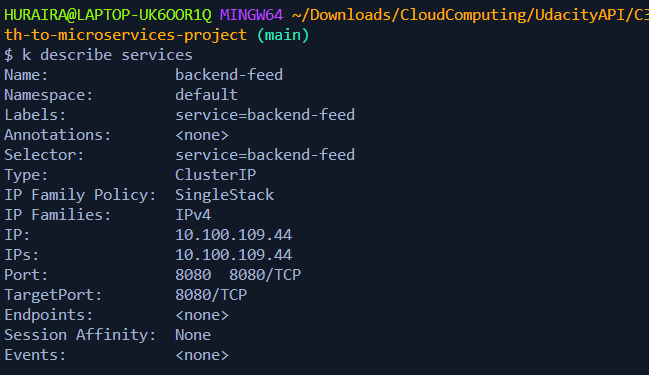 HURAIRA@LAPTOP-UK6OOR1Q MINGW64 ~/Downloads/CloudComputing/UdacityAPI/C3
th-to-microservices-project (main)
$ k describe services
Name:              backend-feed
Namespace:         default
Labels:            service=backend-feed
Annotations:       <none>
Selector:          service=backend-feed
Type:              ClusterIP
IP Family Policy:  SingleStack
IP Families:       IPv4
IP:                10.100.109.44
IPs:               10.100.109.44
Port:              8080  8080/TCP
TargetPort:        8080/TCP
Endpoints:         <none>
Session Affinity:  None
Events:            <none>